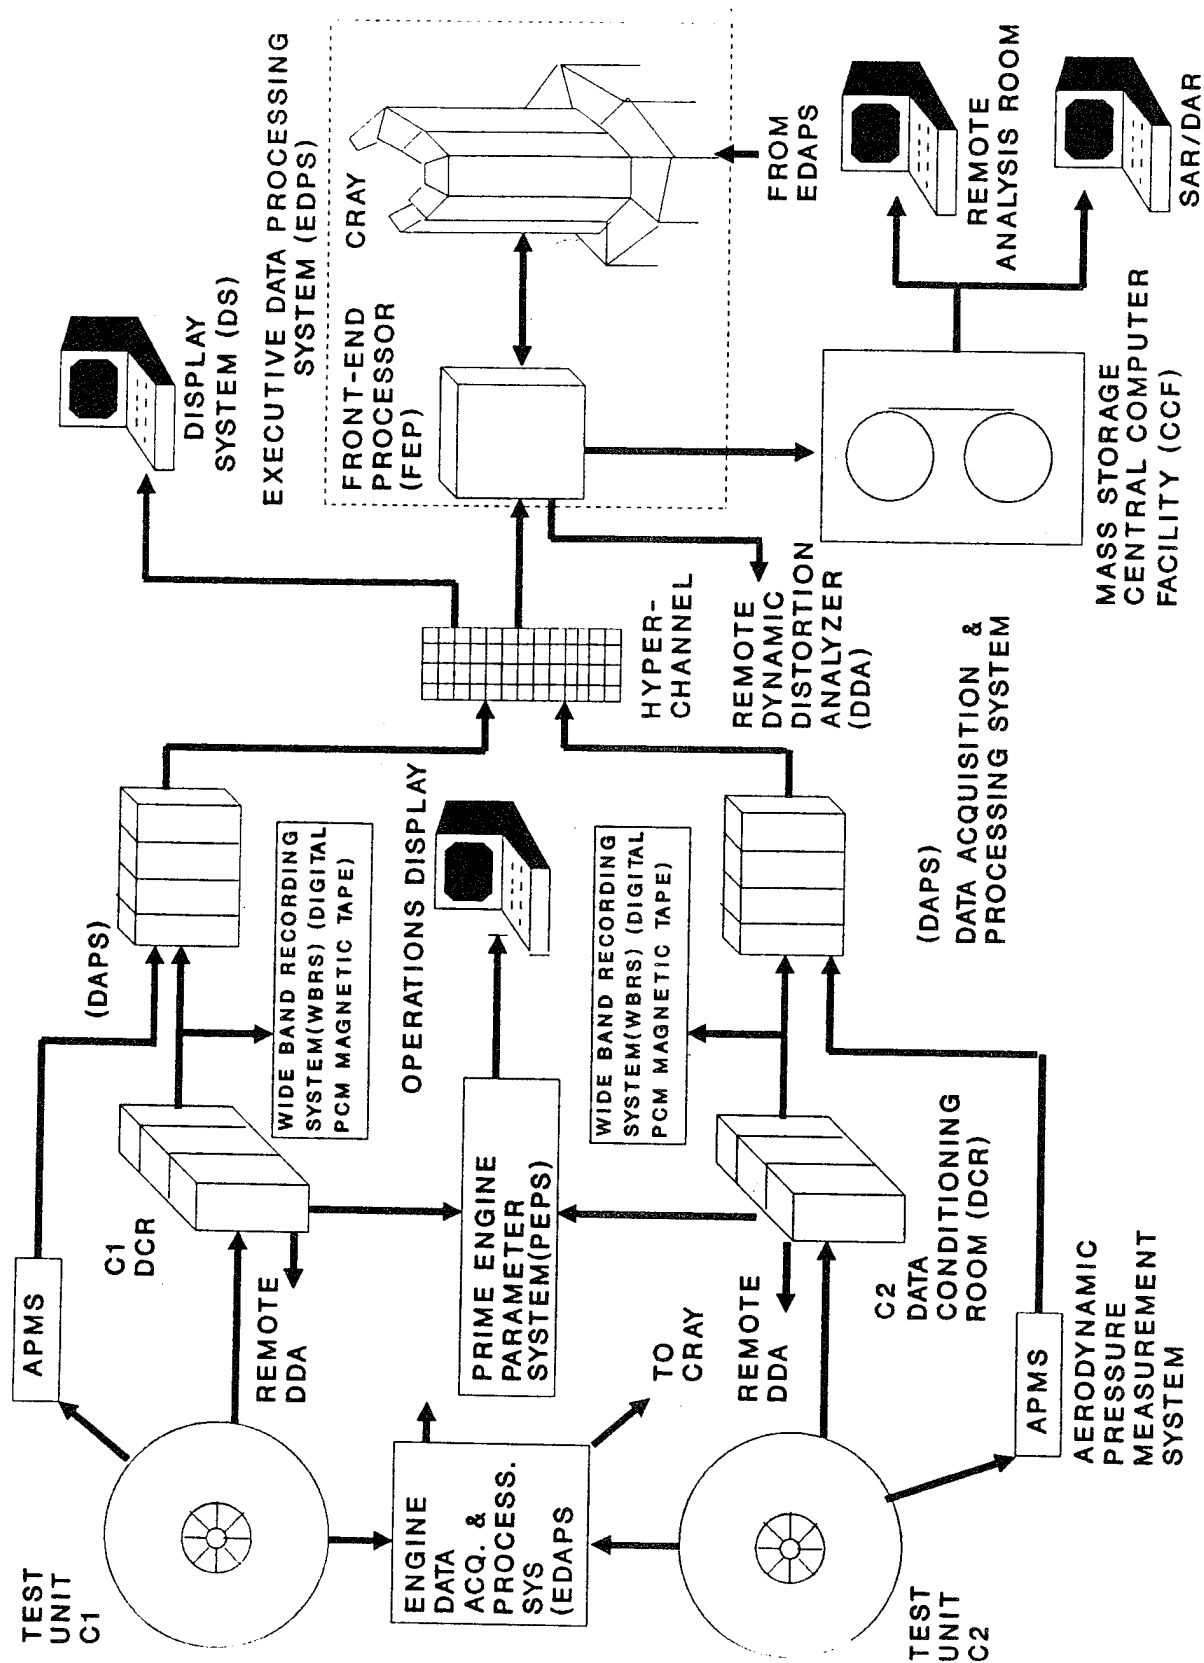 TEST
UNIT
C1
APMS
C1
DCR
REMOTE
DDA
(DAPS)
WIDE BAND RECORDING
SYSTEM(WBRS) (DIGITAL
PCM MAGNETIC TAPE)
DISPLAY
SYSTEM (DS)
EXECUTIVE DATA PROCESSING
SYSTEM (EDPS)
FRONT-END
PROCESSOR
(FEP)
CRAY
ENGINE
DATA
ACQ. &
PROCESS.
SYS
(EDAPS)
PRIME ENGINE
PARAMETER
SYSTEM(PEPS)
OPERATIONS DISPLAY
TO
CRAY
HYPER-
CHANNEL
WIDE BAND RECORDING
SYSTEM(WBRS) (DIGITAL
PCM MAGNETIC TAPE)
REMOTE
DDA
REMOTE
DYNAMIC
DISTORTION
ANALYZER
(DDA)
FROM
EDAPS
TEST
UNIT
C2
C2
DATA
CONDITIONING
ROOM (DCR)
(DAPS)
DATA ACQUISITION &
PROCESSING SYSTEM
REMOTE
ANALYSIS ROOM
APMS
AERODYNAMIC
PRESSURE
MEASUREMENT
SYSTEM
MASS STORAGE
CENTRAL COMPUTER
FACILITY (CCF)
SAR/DAR